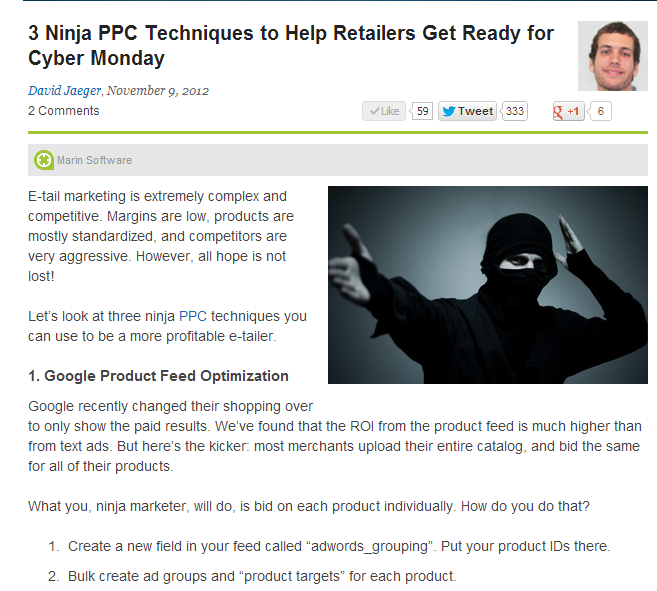 3 Ninja PPC Techniques to Help Retailers Get Ready for
Cyber Monday
David Jaeger, November 9, 2012
2 Comments
Like 59 Tweet 333 g +1 6
Marin Software
E-tail marketing is extremely complex and
competitive. Margins are low, products are
mostly standardized, and competitors are
very aggressive. However, all hope is not
lost!
Let's look at three ninja PPC techniques you
can use to be a more profitable e-tailer.
1. Google Product Feed Optimization
Google recently changed their shopping over
to only show the paid results. We've found that the ROI from the product feed is much higher than
from text ads. But here's the kicker: most merchants upload their entire catalog, and bid the same
for all of their products.
What you, ninja marketer, will do, is bid on each product individually. How do you do that?
1. Create a new field in your feed called “adwords_grouping”. Put your product IDs there.
2. Bulk create ad groups and “product targets” for each product.